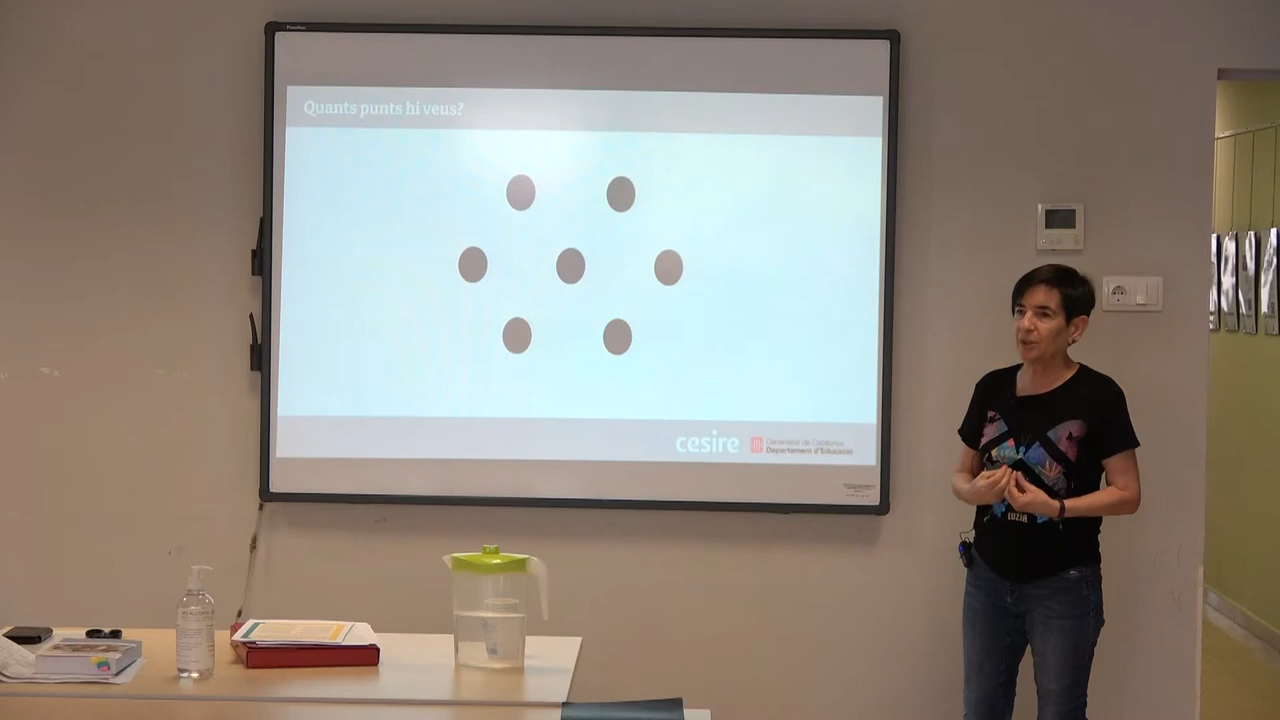 Quants punts hi veus?
cesire
Generalitat de Catalunya
Departament d'Educació
LUZIA